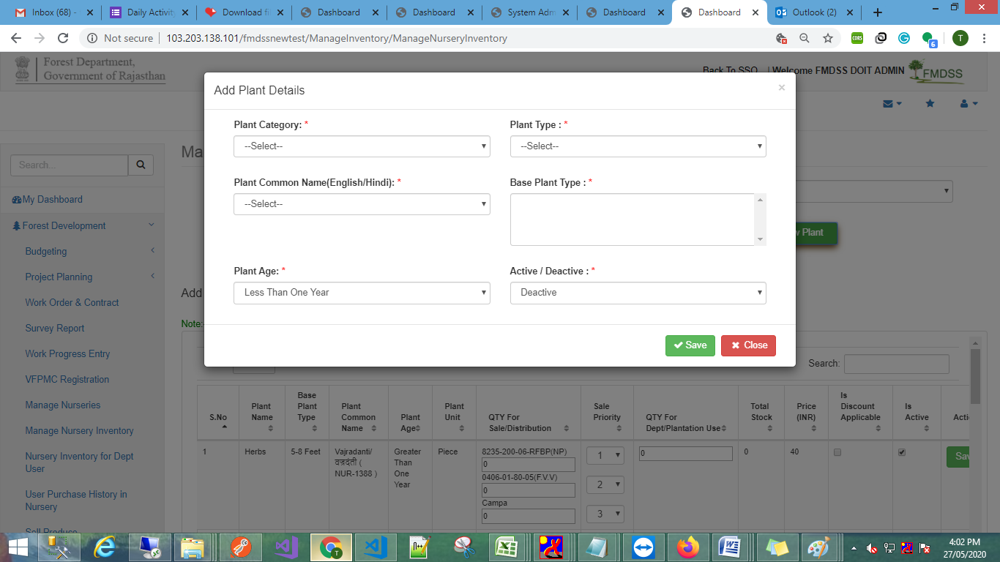 Inbox (68) -
Daily Activity
Download fi
Dashboard
Dashboard
System Adm
Dashboard
Dashboard
Outlook (2)
Not secure | 103.203.138.101/fmdssnewtest/ManageInventory/ManageNurseryInventory
CORS
6
T
Forest Department,
Government of Rajasthan
Back To SSO | Welcome FMDSS DOIT ADMIN
FMDSS
Add Plant Details
×
Plant Category: *
Plant Type : *
--Select--
--Select--
Plant Common Name(English/Hindi): *
Base Plant Type : *
--Select--
Plant Age: *
Active / Deactive : *
Less Than One Year
Deactive
Save
Close
Search...
My Dashboard
Forest Development
Budgeting
Project Planning
Work Order & Contract
Survey Report
Work Progress Entry
VFPMC Registration
Manage Nurseries
Manage Nursery Inventory
Nursery Inventory for Dept
User
User Purchase History in
Nursery
Sell Produce
Ma
v Plant
Add
Note:
Search:
S.No
Plant
Name
Base
Plant
Type
Plant
Common
Name
Plant
Age
Plant
Unit
QTY For
Sale/Distribution
Sale
Priority
QTY For
Dept/Plantation Use
Total
Stock
Price
(INR)
Is
Discount
Applicable
Is
Active
Acti
1
Herbs
5-8 Feet
Vajradanti/
वज्रदंती (
NUR-1388 )
Greater
Than
One
Year
Piece
8235-200-06-RFBP(NP)
0
0406-01-80-05(F.V.V)
0
Campa
0
1
2
3
0
0
40
Sav
4:02 PM
27/05/2020